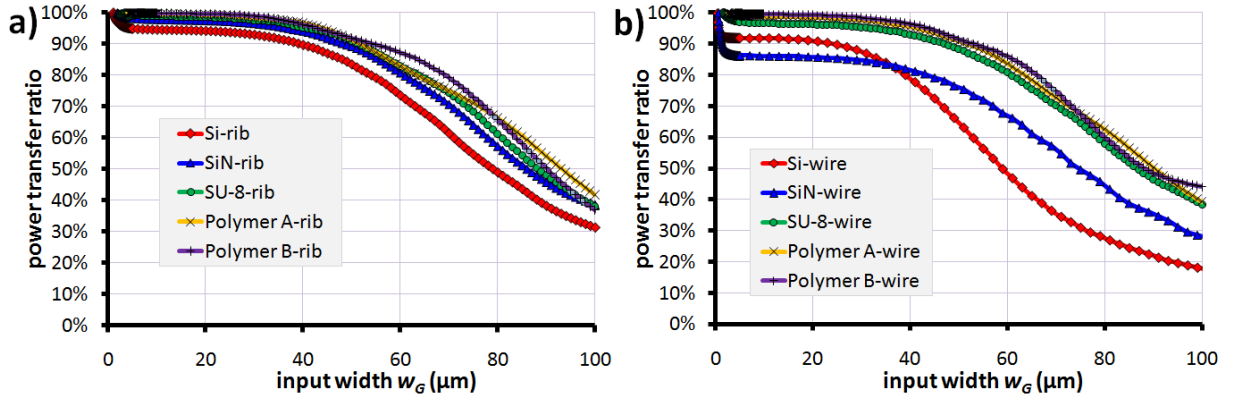 a)
power transfer ratio
100%
90%
80%
70%
60%
50%
40%
30%
20%
10%
0%
Si-rib
SiN-rib
SU-8-rib
Polymer A-rib
Polymer B-rib
0 20 40 60 80 100
input width w_G (μm)
b)
power transfer ratio
100%
90%
80%
70%
60%
50%
40%
30%
20%
10%
0%
Si-wire
SiN-wire
SU-8-wire
Polymer A-wire
Polymer B-wire
0 20 40 60 80 100
input width w_G (μm)